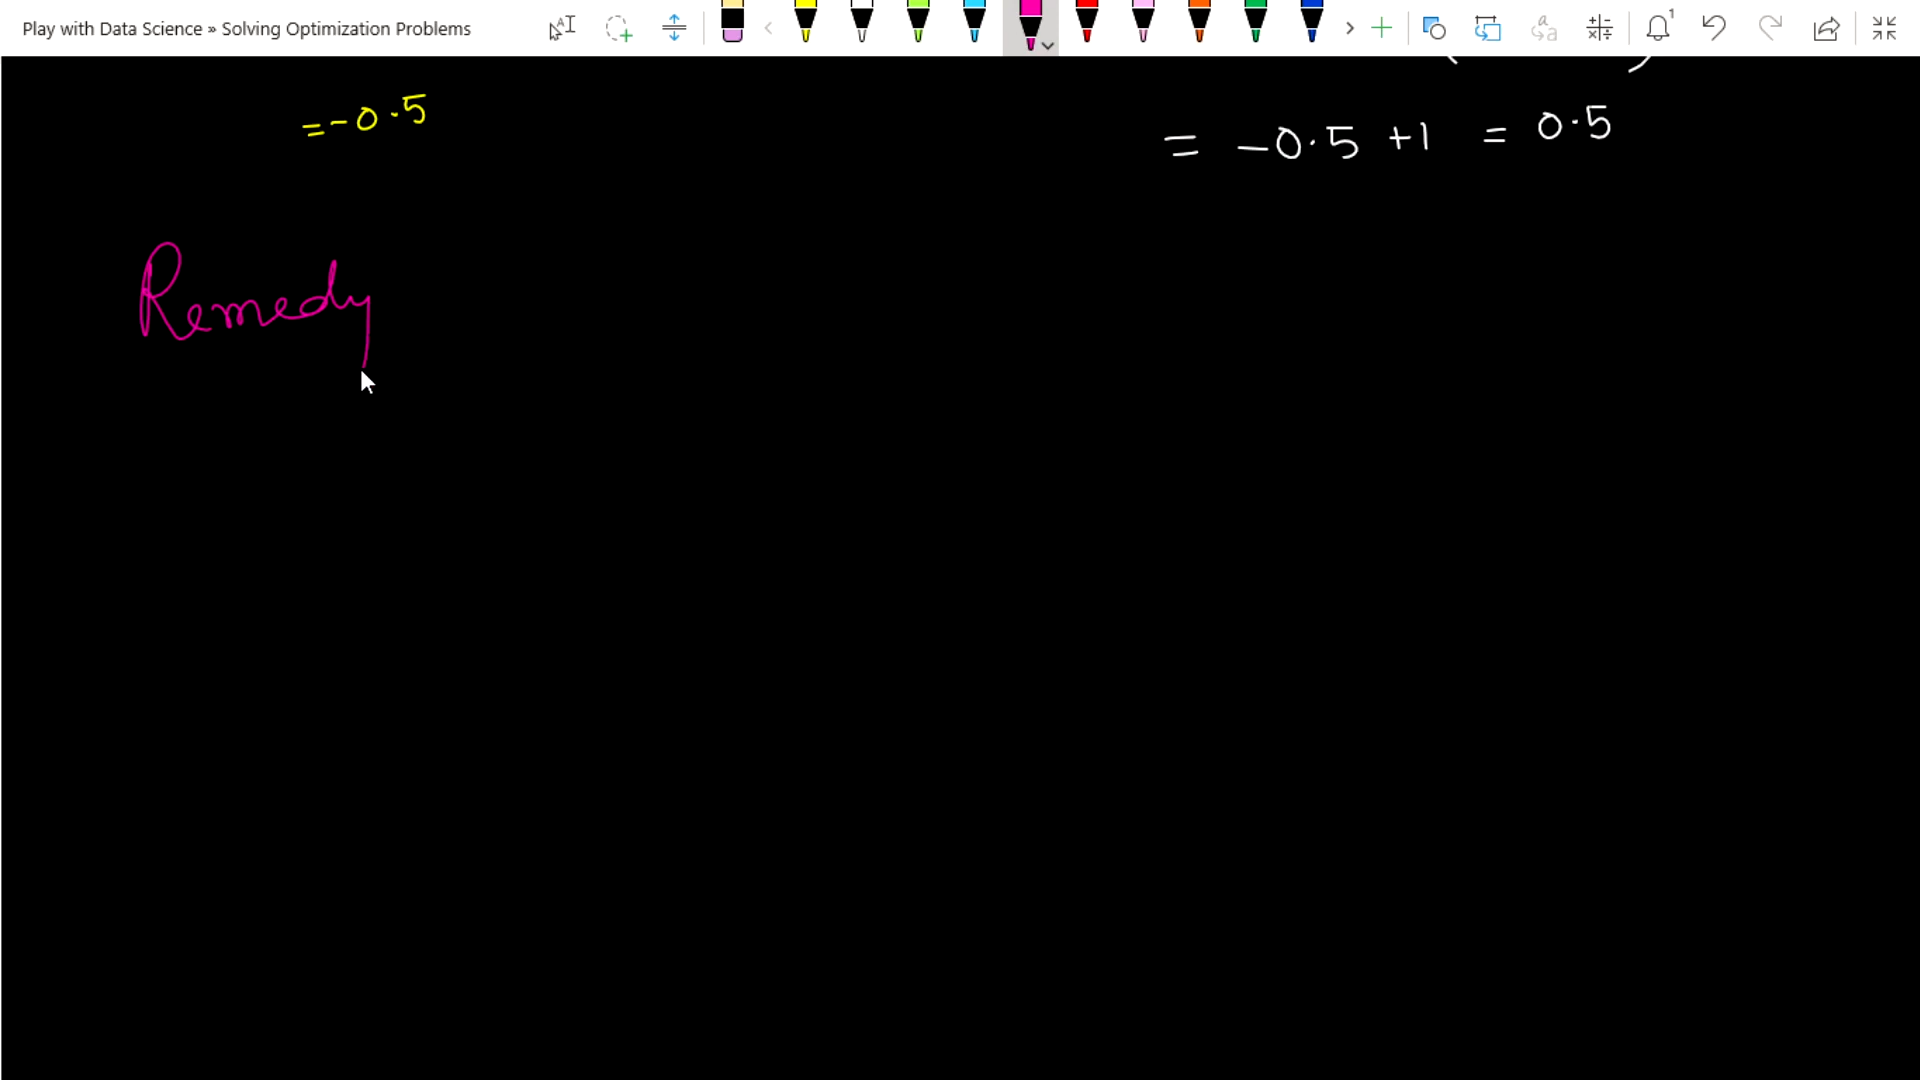 Play with Data Science » Solving Optimization Problems
= -0.5
= -0.5 +1 = 0.5
Remedy